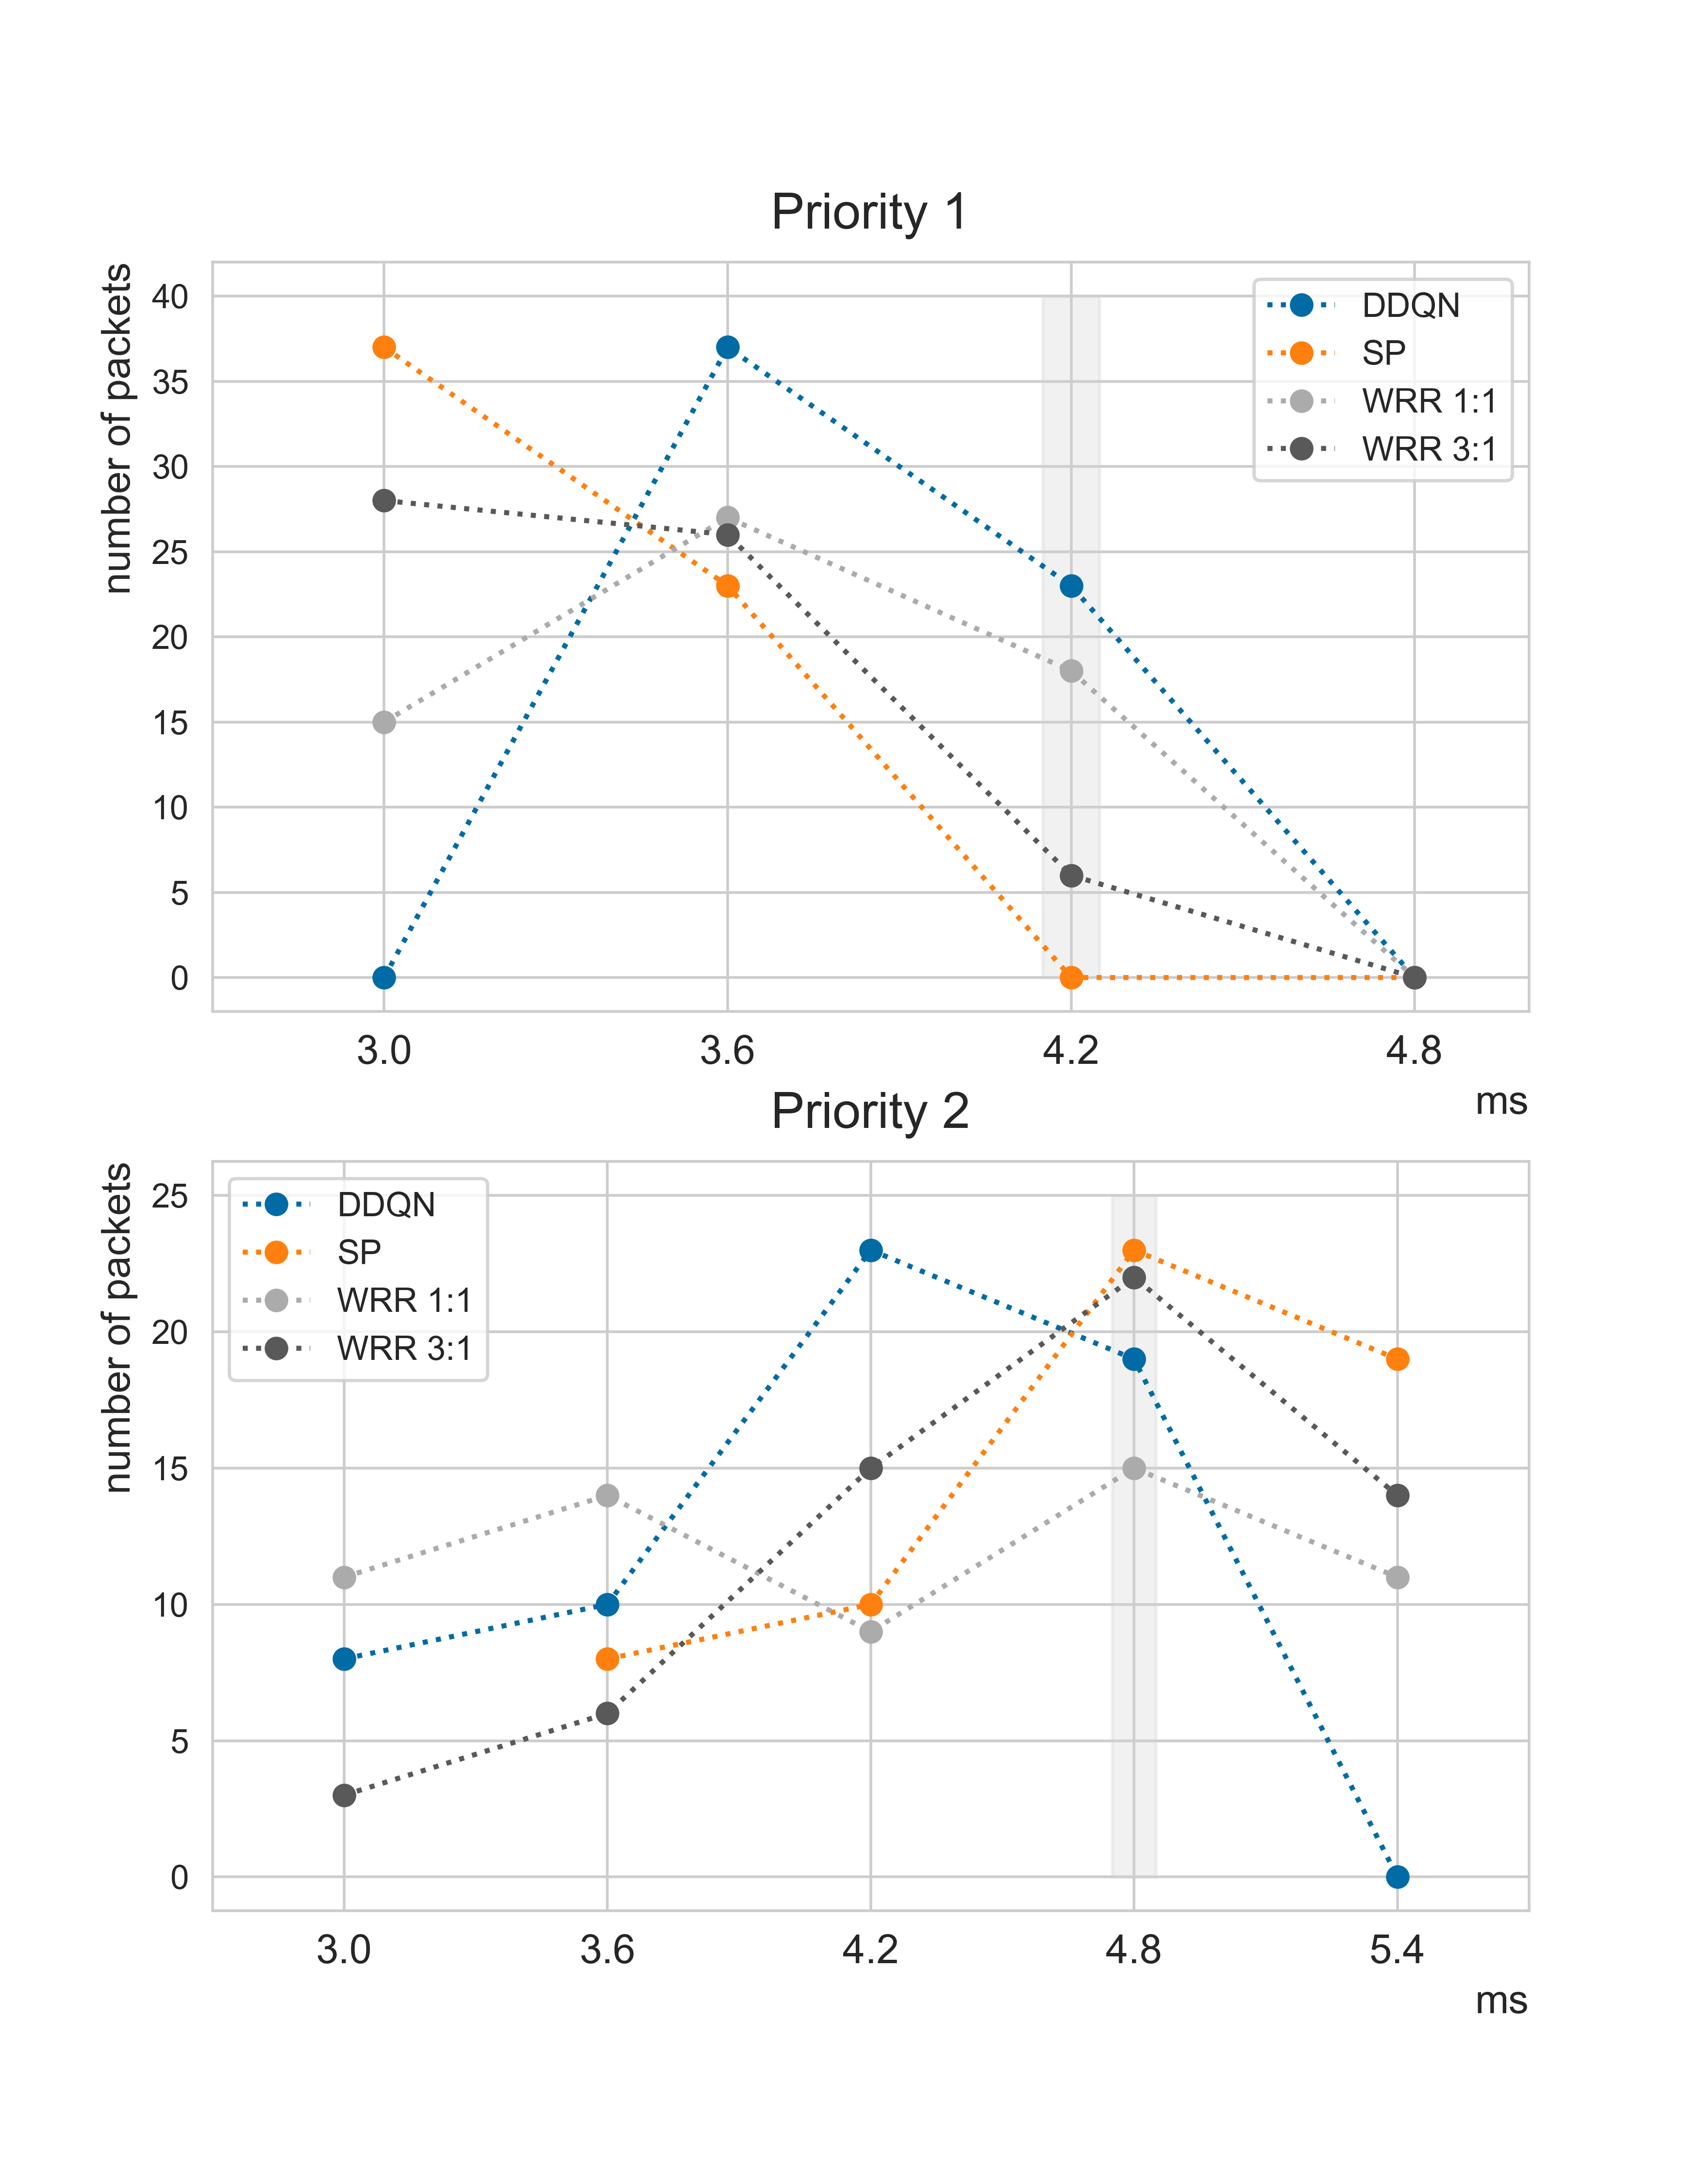 Priority 1
number of packets
40
35
30
25
20
15
10
5
0
DDQN
SP
WRR 1:1
WRR 3:1
3.0 3.6 4.2 4.8
ms
Priority 2
number of packets
25
20
15
10
5
0
DDQN
SP
WRR 1:1
WRR 3:1
3.0 3.6 4.2 4.8 5.4
ms